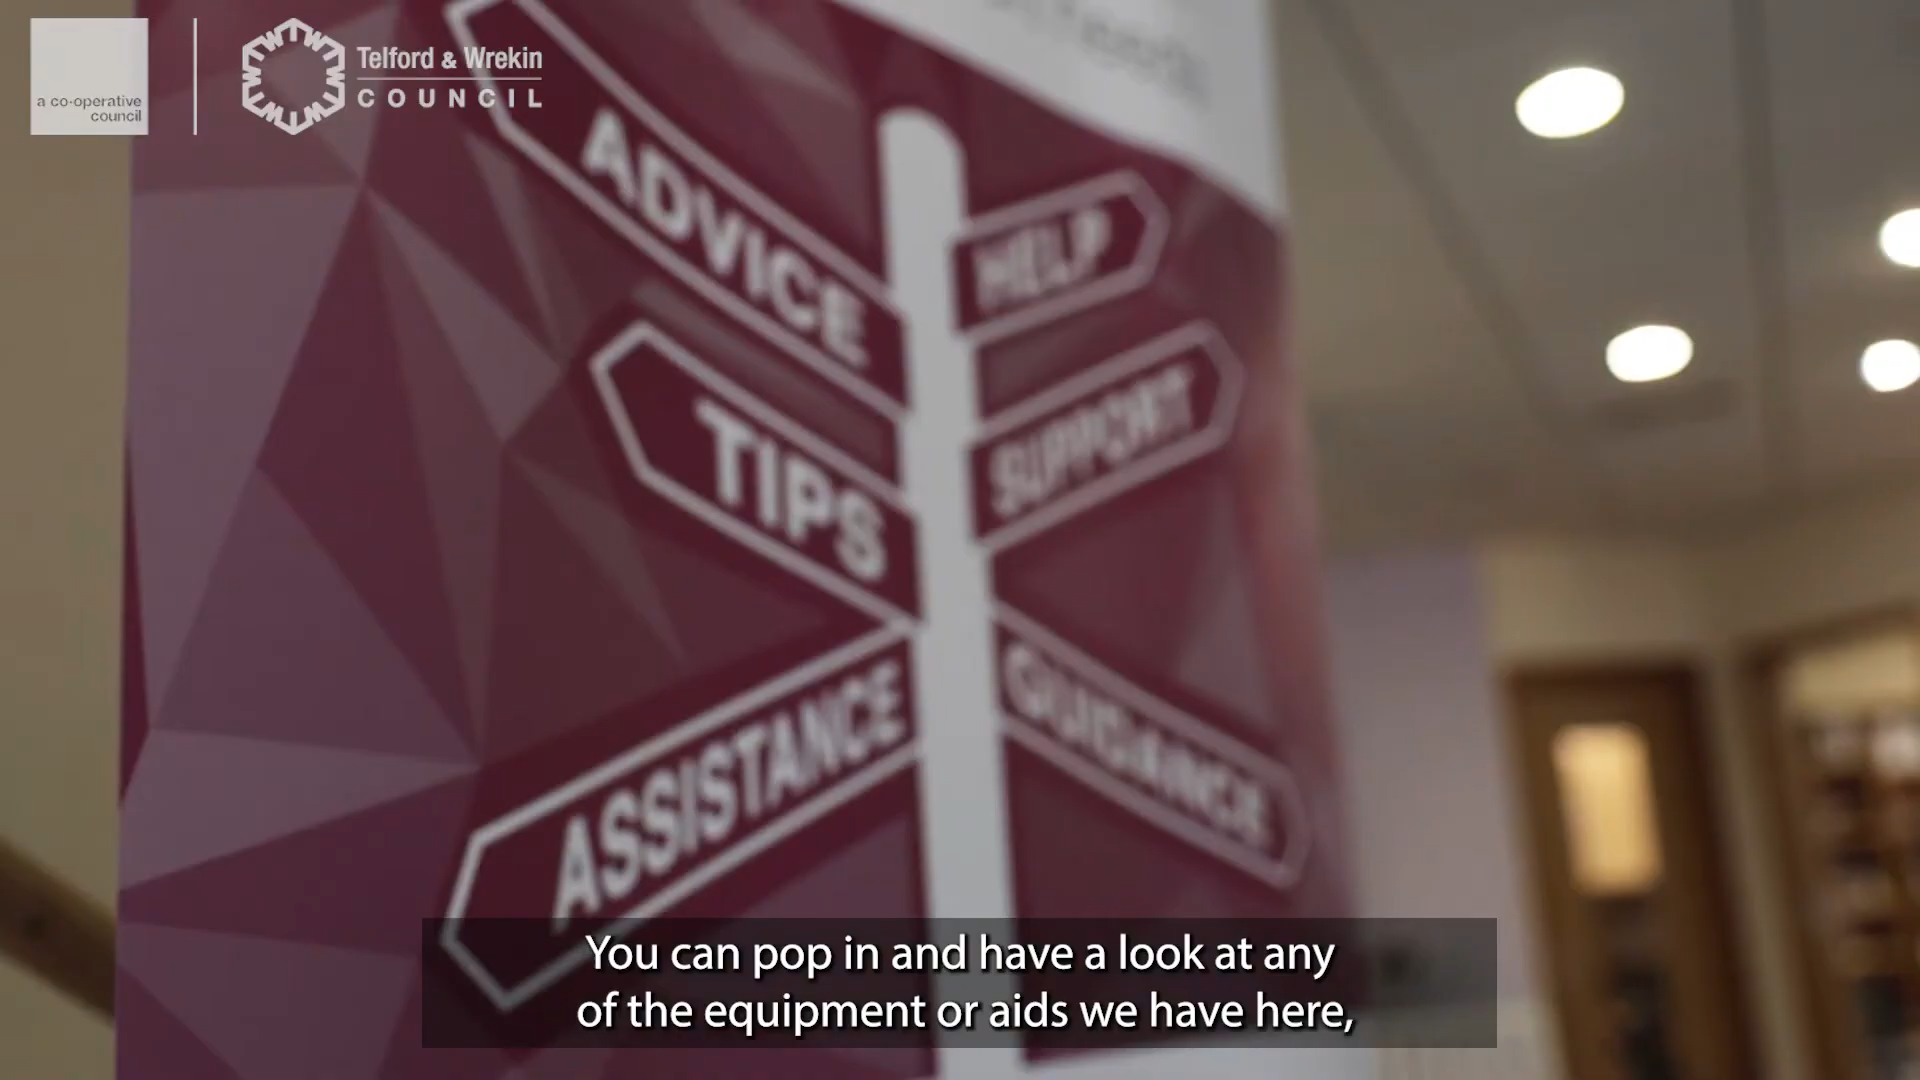 a co-operative
council
Telford & Wrekin
COUNCIL
ADVICE
HELP
TIPS
SUPPORT
ASSISTANCE
GUIDANCE
You can pop in and have a look at any
of the equipment or aids we have here,